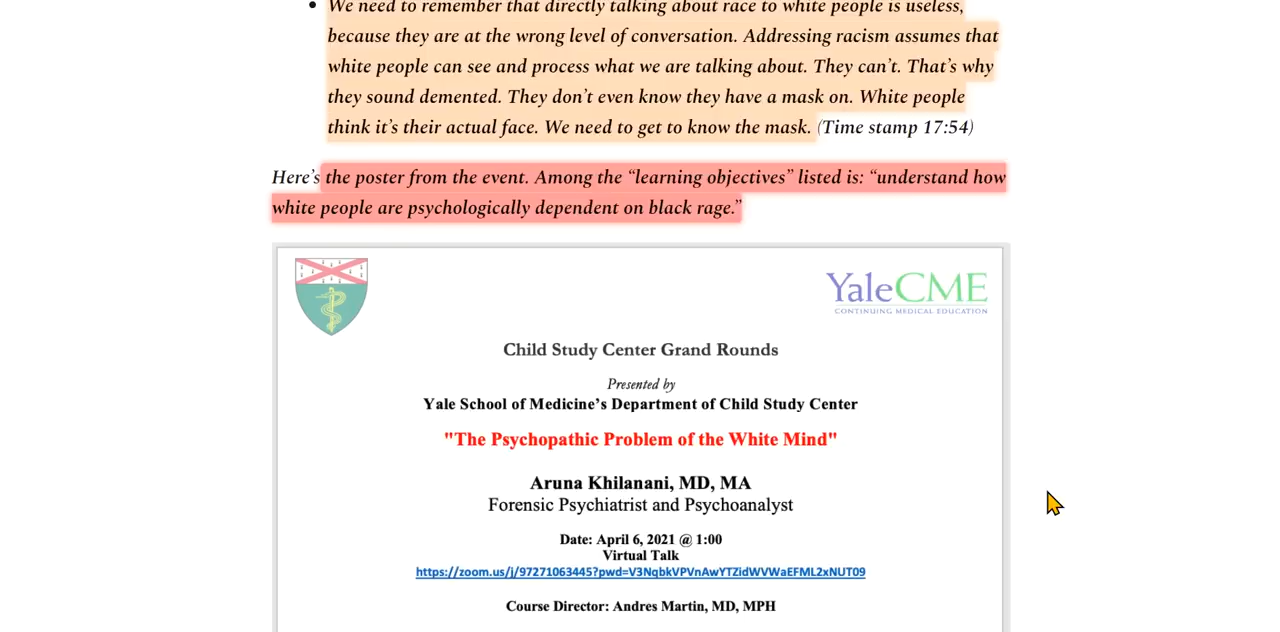 We need to remember that directly talking about race to white people is useless,
because they are at the wrong level of conversation. Addressing racism assumes that
white people can see and process what we are talking about. They can’t. That’s why
they sound demented. They don’t even know they have a mask on. White people
think it’s their actual face. We need to get to know the mask. (Time stamp 17:54)
Here’s the poster from the event. Among the “learning objectives” listed is: “understand how
white people are psychologically dependent on black rage.”
YaleCME
CONTINUING MEDICAL EDUCATION
Child Study Center Grand Rounds
Presented by
Yale School of Medicine’s Department of Child Study Center
"The Psychopathic Problem of the White Mind"
Aruna Khilanani, MD, MA
Forensic Psychiatrist and Psychoanalyst
Date: April 6, 2021 @ 1:00
Virtual Talk
https://zoom.us/j/97271063445?pwd=V3NqbkVPVnAwYTZidWVWaEFML2xNUT09
Course Director: Andres Martin, MD, MPH